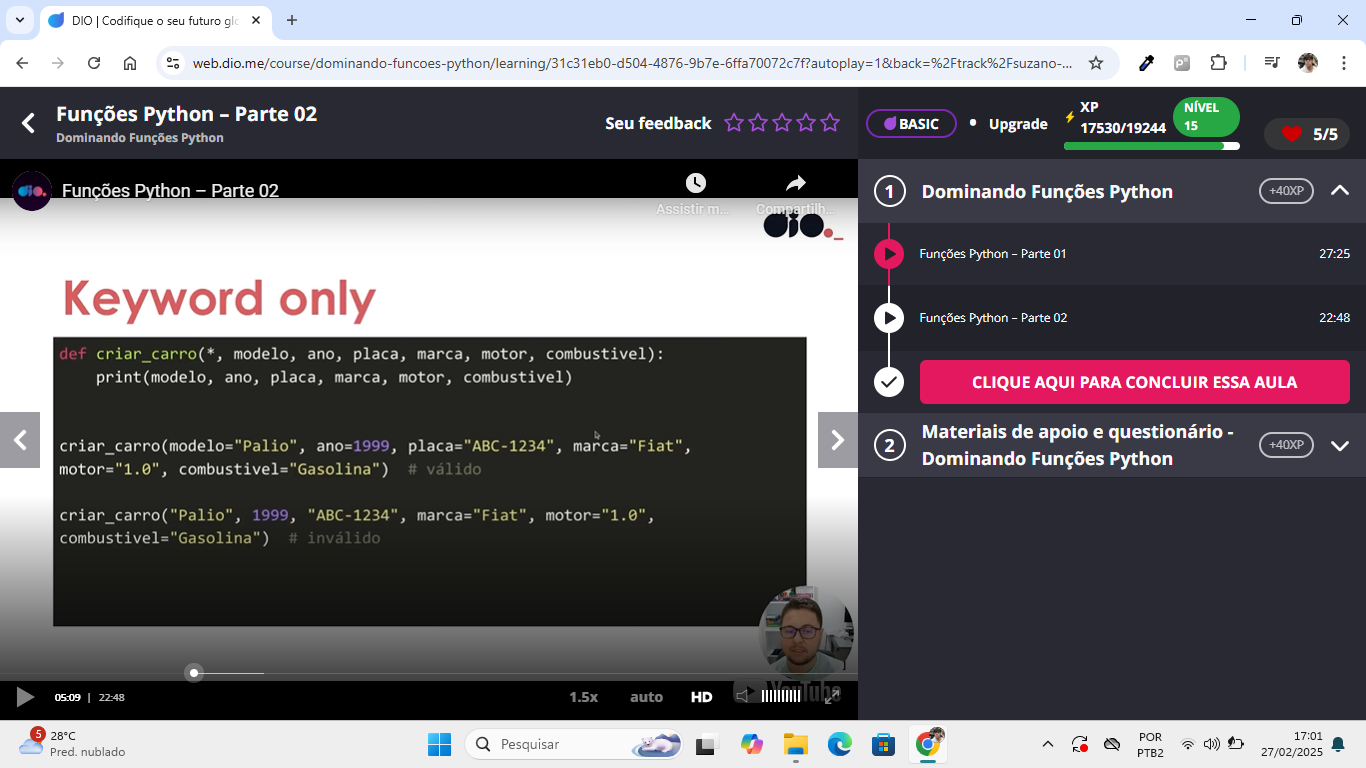 DIO | Codifique o seu futuro glo
web.dio.me/course/dominando-funcoes-python/learning/31c31eb0-d504-4876-9b7e-6ffa70072c7f?autoplay=1&back=%2Ftrack%2Fsuzano-...
Funções Python – Parte 02
Dominando Funções Python
Seu feedback
BASIC
Upgrade
XP
17530/19244
NÍVEL
15
5/5
dio.
Funções Python – Parte 02
Assistir m...
Compartilh...
dio._
Keyword only
def criar_carro(*, modelo, ano, placa, marca, motor, combustivel):
    print(modelo, ano, placa, marca, motor, combustivel)
criar_carro(modelo="Palio", ano=1999, placa="ABC-1234", marca="Fiat",
motor="1.0", combustivel="Gasolina")  # válido
criar_carro("Palio", 1999, "ABC-1234", marca="Fiat", motor="1.0",
combustivel="Gasolina")  # inválido
05:09 | 22:48
1.5x
auto
HD
YouTube
1
Dominando Funções Python
+40XP
Funções Python – Parte 01
27:25
Funções Python – Parte 02
22:48
CLIQUE AQUI PARA CONCLUIR ESSA AULA
2
Materiais de apoio e questionário -
Dominando Funções Python
+40XP
5
28°C
Pred. nublado
Pesquisar
POR
PTB2
17:01
27/02/2025